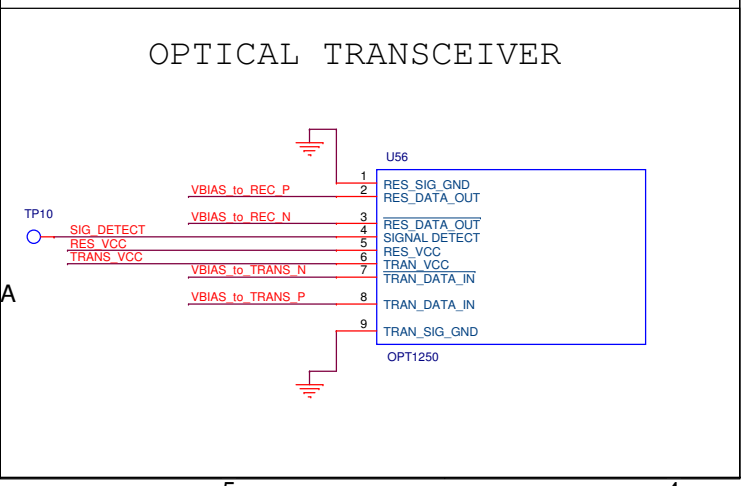 OPTICAL TRANSCEIVER
U56
1 RES_SIG_GND
VBIAS_to_REC_P 2 RES_DATA_OUT
TP10
VBIAS_to_REC_N 3 RES_DATA_OUT
SIG_DETECT 4 SIGNAL DETECT
RES_VCC 5 RES_VCC
TRANS_VCC 6 TRAN_VCC
VBIAS_to_TRANS_N 7 TRAN_DATA_IN
A
VBIAS_to_TRANS_P 8 TRAN_DATA_IN
9 TRAN_SIG_GND
OPT1250